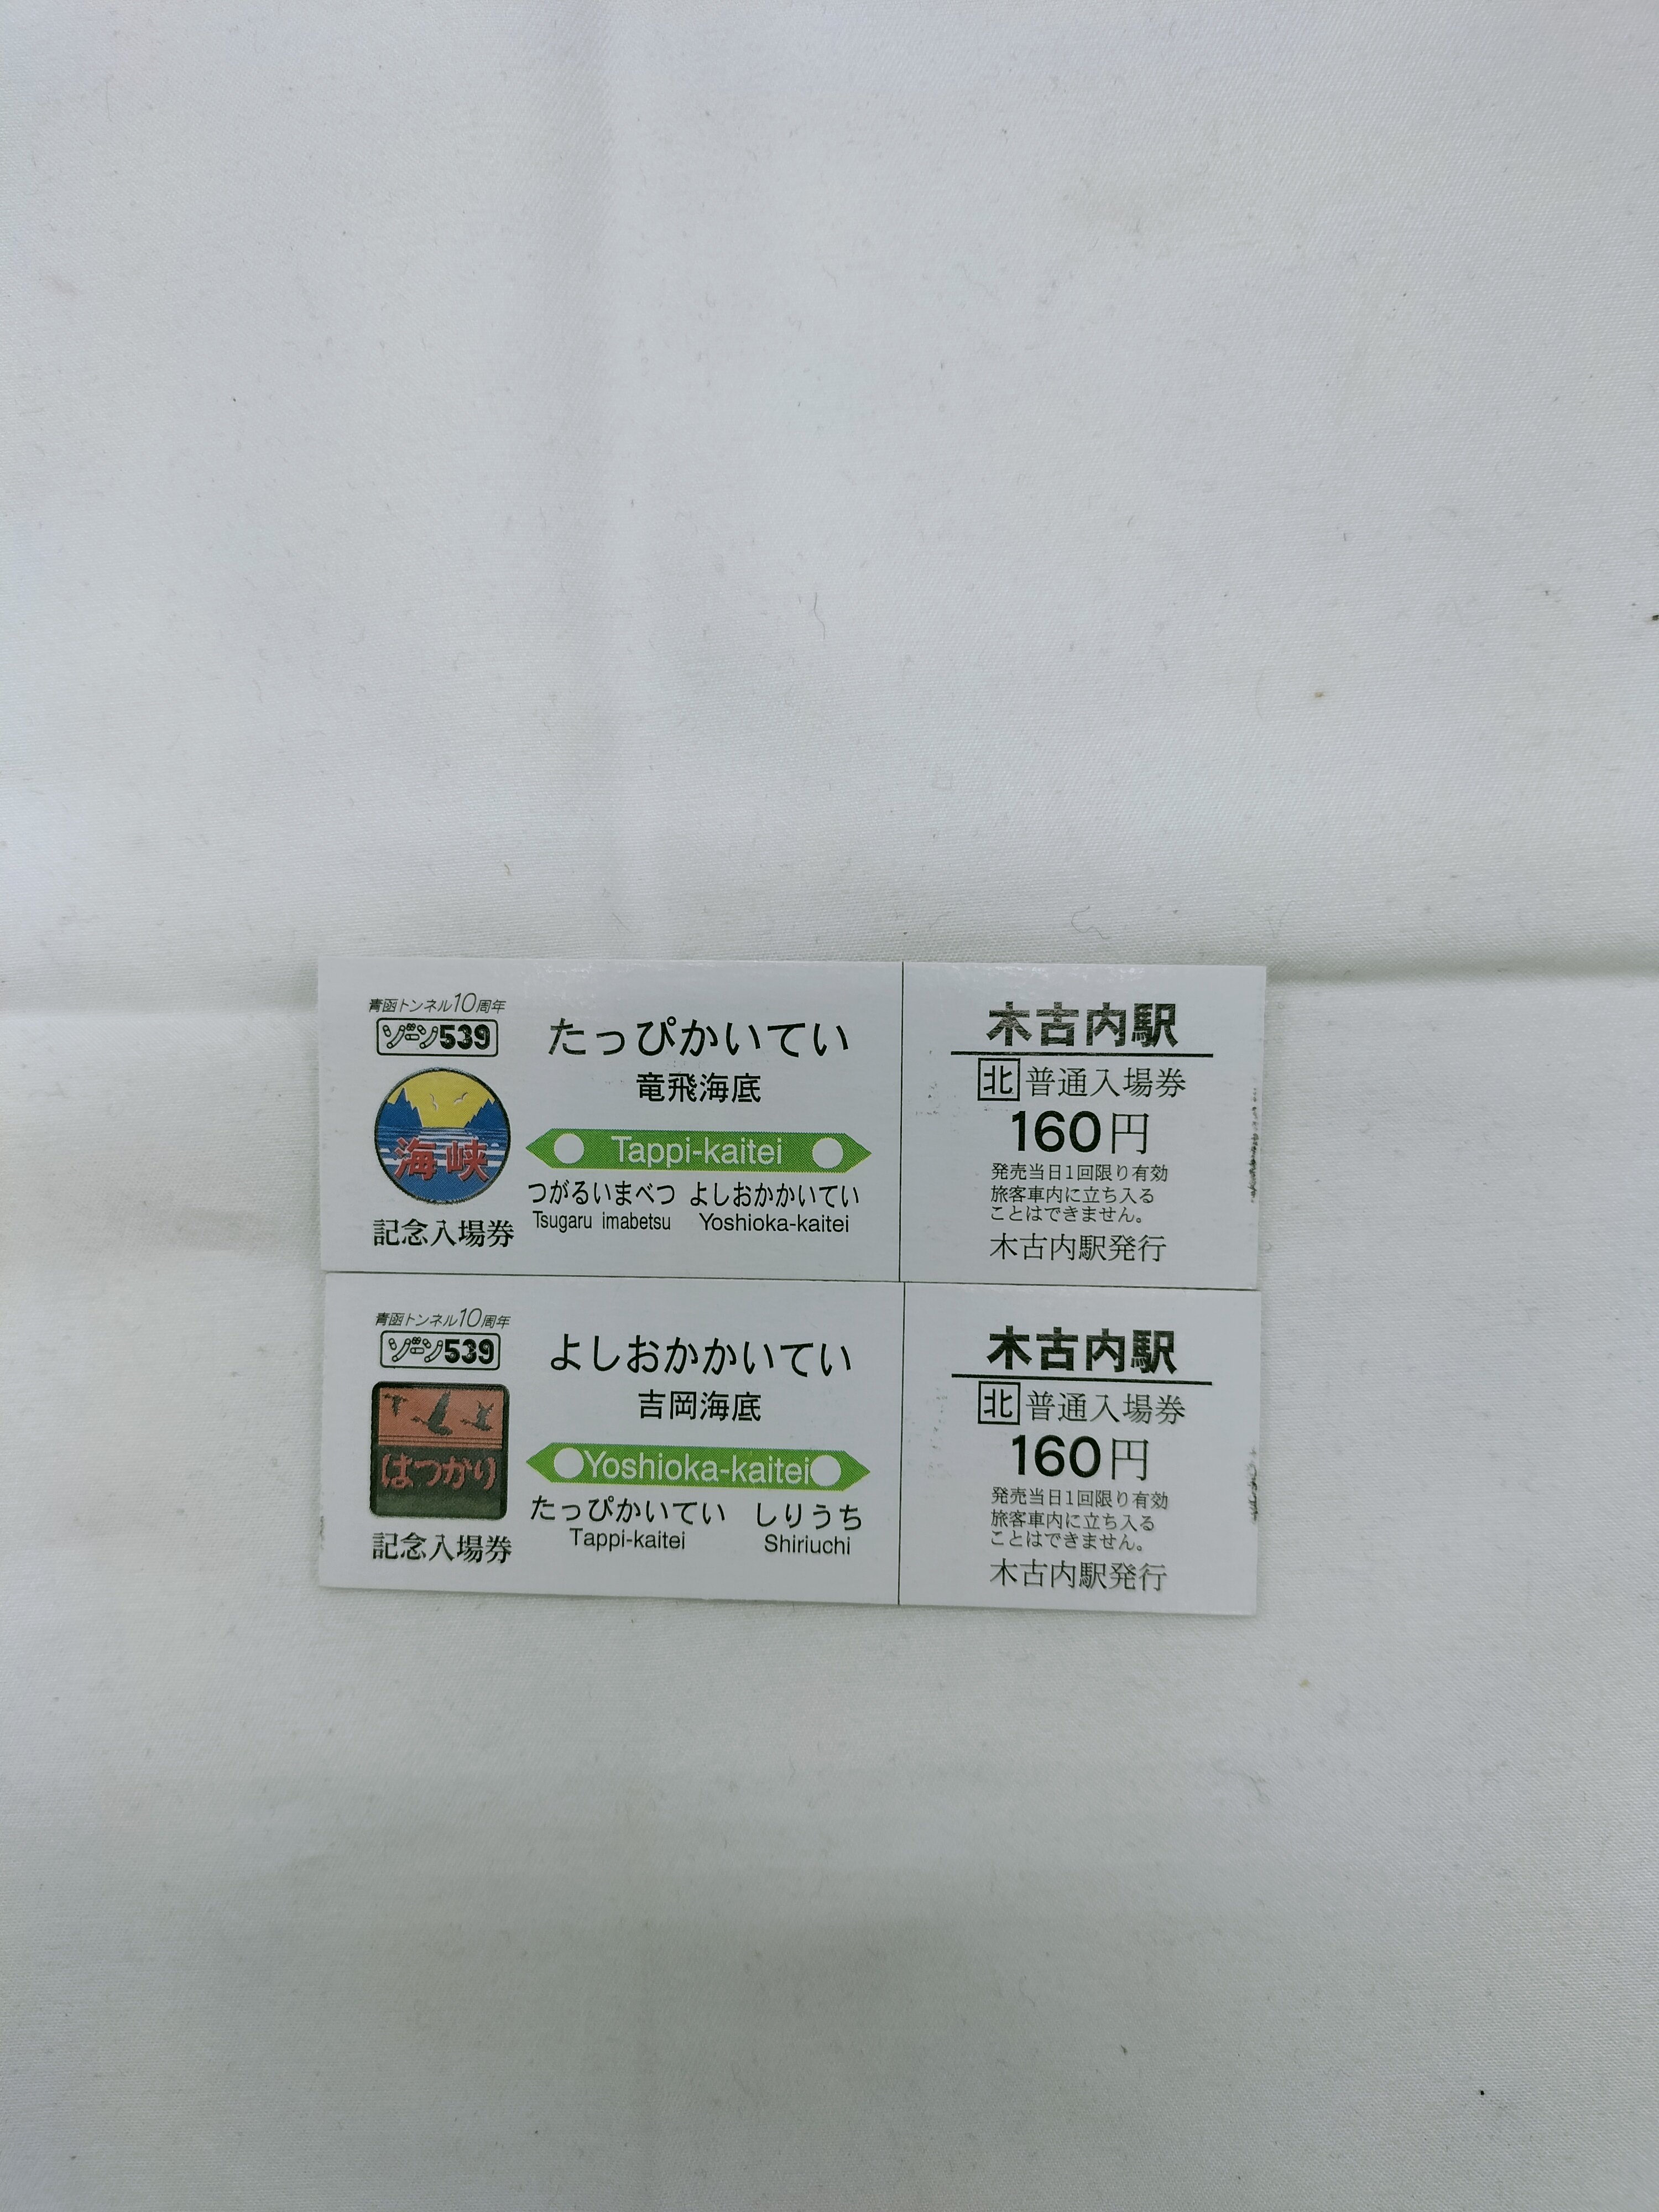 青函トンネル10周年
ゾーン539
海峡
記念入場券
たっぴかいてい
竜飛海底
Tappi-kaitei
つがるいまべつ よしおかかいてい
Tsugaru imabetsu Yoshioka-kaitei
木古内駅
北 普通入場券
160円
発売当日1回限り有効
旅客車内に立ち入る
ことはできません。
木古内駅発行
青函トンネル10周年
ゾーン539
はつかり
記念入場券
よしおかかいてい
吉岡海底
Yoshioka-kaitei
たっぴかいてい しりうち
Tappi-kaitei Shiriuchi
木古内駅
北 普通入場券
160円
発売当日1回限り有効
旅客車内に立ち入る
ことはできません。
木古内駅発行